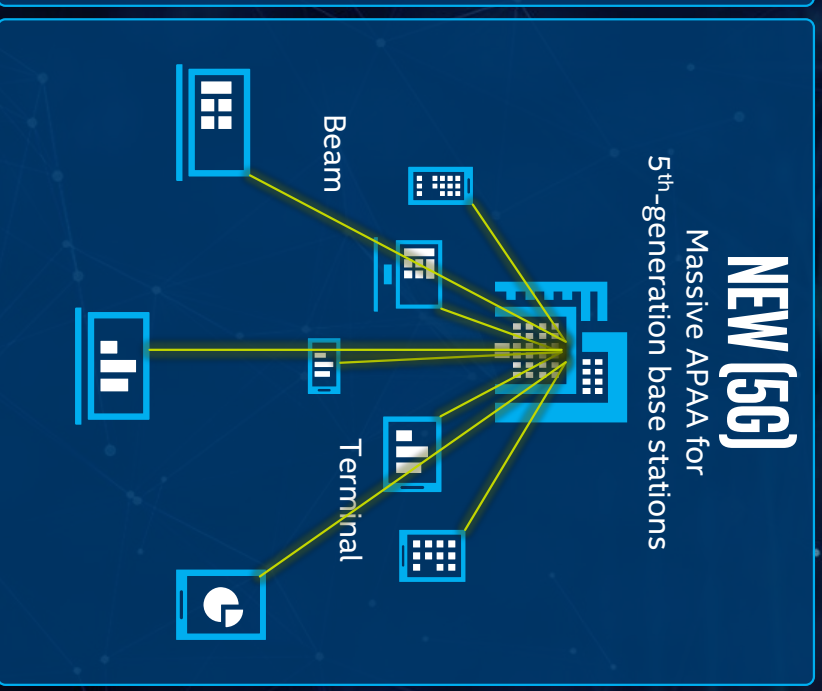 NEW (5G)
Massive APAA for
5th-generation base stations
Beam
Terminal